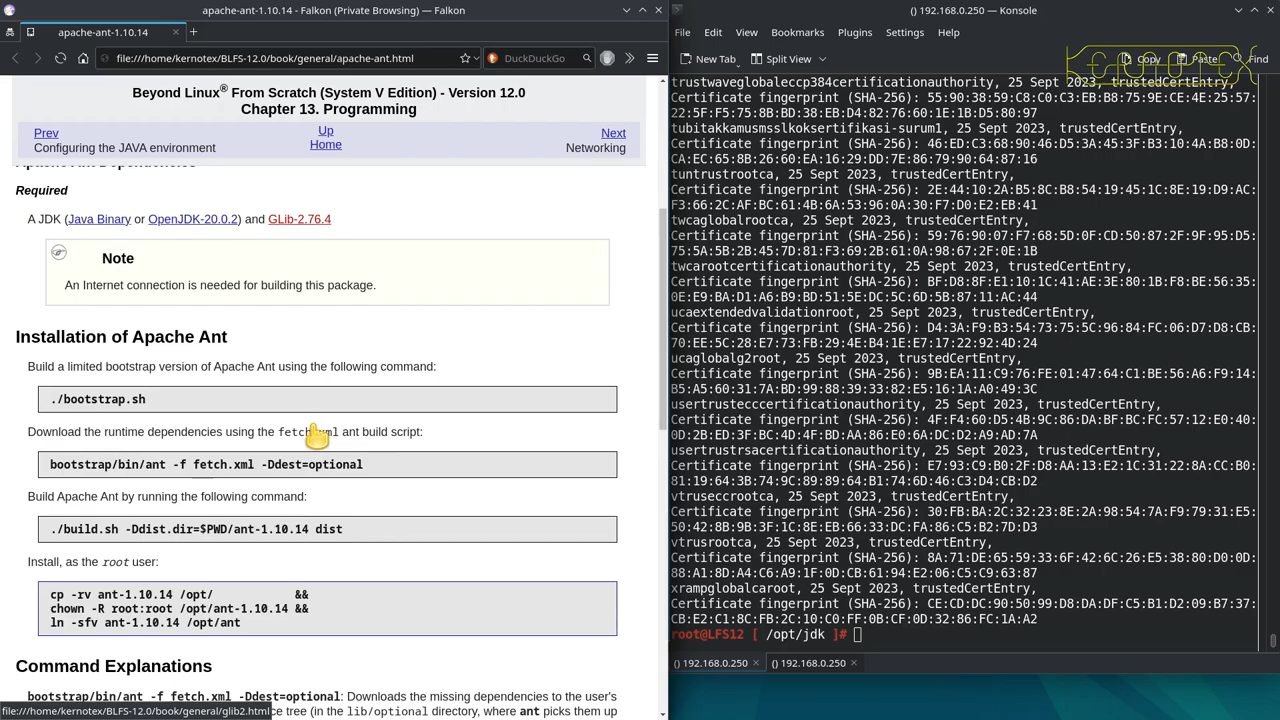 apache-ant-1.10.14 - Falkon (Private Browsing) — Falkon
apache-ant-1.10.14
file:///home/kernotex/BLFS-12.0/book/general/apache-ant.html
DuckDuckGo
Beyond Linux® From Scratch (System V Edition) - Version 12.0
Chapter 13. Programming
Prev
Up
Next
Configuring the JAVA environment
Home
Networking
Apache Ant Dependencies
Required
A JDK (Java Binary or OpenJDK-20.0.2) and GLib-2.76.4
Note
An Internet connection is needed for building this package.
Installation of Apache Ant
Build a limited bootstrap version of Apache Ant using the following command:
./bootstrap.sh
Download the runtime dependencies using the fetch.xml ant build script:
bootstrap/bin/ant -f fetch.xml -Ddest=optional
Build Apache Ant by running the following command:
./build.sh -Ddist.dir=$PWD/ant-1.10.14 dist
Install, as the root user:
cp -rv ant-1.10.14 /opt/ &&
chown -R root:root /opt/ant-1.10.14 &&
ln -sfv ant-1.10.14 /opt/ant
Command Explanations
bootstrap/bin/ant -f fetch.xml -Ddest=optional: Downloads the missing dependencies to the user's
ce tree (in the lib/optional directory, where ant picks them up
file:///home/kernotex/BLFS-12.0/book/general/glib2.html
() 192.168.0.250 — Konsole
File Edit View Bookmarks Plugins Settings Help
New Tab Split View Copy Paste Find
Kernotex
trustwaveglobaleccp384certificationauthority, 25 Sept 2023, trustedCertEntry,
Certificate fingerprint (SHA-256): 55:90:38:59:C8:C0:C3:EB:B8:75:9E:CE:4E:25:57:
22:5F:F5:75:8B:BD:38:EB:D4:82:76:60:1E:1B:D5:80:97
tubitakkamusmsslkoksertifikasi-surum1, 25 Sept 2023, trustedCertEntry,
Certificate fingerprint (SHA-256): 46:ED:C3:68:90:46:D5:3A:45:3F:B3:10:4A:B8:0D:
CA:EC:65:8B:26:60:EA:16:29:DD:7E:86:79:90:64:87:16
tuntrustrootca, 25 Sept 2023, trustedCertEntry,
Certificate fingerprint (SHA-256): 2E:44:10:2A:B5:8C:B8:54:19:45:1C:8E:19:D9:AC:
F3:66:2C:AF:BC:61:4B:6A:53:96:0A:30:F7:D0:E2:EB:41
twcaglobalrootca, 25 Sept 2023, trustedCertEntry,
Certificate fingerprint (SHA-256): 59:76:90:07:F7:68:5D:0F:CD:50:87:2F:9F:95:D5:
75:5A:5B:2B:45:7D:81:F3:69:2B:61:0A:98:67:2F:0E:1B
twcarootcertificationauthority, 25 Sept 2023, trustedCertEntry,
Certificate fingerprint (SHA-256): BF:D8:8F:E1:10:1C:41:AE:3E:80:1B:F8:BE:56:35:
0E:E9:BA:D1:A6:B9:BD:51:5E:DC:5C:6D:5B:87:11:AC:44
ucaextendedvalidationroot, 25 Sept 2023, trustedCertEntry,
Certificate fingerprint (SHA-256): D4:3A:F9:B3:54:73:75:5C:96:84:FC:06:D7:D8:CB:
70:EE:5C:28:E7:73:FB:29:4E:B4:1E:E7:17:22:92:4D:24
ucaglobalg2root, 25 Sept 2023, trustedCertEntry,
Certificate fingerprint (SHA-256): 9B:EA:11:C9:76:FE:01:47:64:C1:BE:56:A6:F9:14:
B5:A5:60:31:7A:BD:99:88:39:33:82:E5:16:1A:A0:49:3C
usertrusteccertificationauthority, 25 Sept 2023, trustedCertEntry,
Certificate fingerprint (SHA-256): 4F:F4:60:D5:4B:9C:86:DA:BF:BC:FC:57:12:E0:40:
0D:2B:ED:3F:BC:4D:4F:BD:AA:86:E0:6A:DC:D2:A9:AD:7A
usertrustrsacertificationauthority, 25 Sept 2023, trustedCertEntry,
Certificate fingerprint (SHA-256): E7:93:C9:B0:2F:D8:AA:13:E2:1C:31:22:8A:CC:B0:
81:19:64:3B:74:9C:89:89:64:B1:74:6D:46:C3:D4:CB:D2
vtruseccrootca, 25 Sept 2023, trustedCertEntry,
Certificate fingerprint (SHA-256): 30:FB:BA:2C:32:23:8E:2A:98:54:7A:F9:79:31:E5:
50:42:8B:9B:3F:1C:8E:EB:66:33:DC:FA:86:C5:B2:7D:D3
vtrusrootca, 25 Sept 2023, trustedCertEntry,
Certificate fingerprint (SHA-256): 8A:71:DE:65:59:33:6F:42:6C:26:E5:38:80:D0:0D:
88:A1:8D:A4:C6:A9:1F:0D:CB:61:94:E2:06:C5:C9:63:87
xrampglobalcaroot, 25 Sept 2023, trustedCertEntry,
Certificate fingerprint (SHA-256): CE:CD:DC:90:50:99:D8:DA:DF:C5:B1:D2:09:B7:37:
CB:E2:C1:8C:FB:2C:10:C0:FF:0B:CF:0D:32:86:FC:1A:A2
root@LFS12 [ /opt/jdk ]#
() 192.168.0.250 () 192.168.0.250